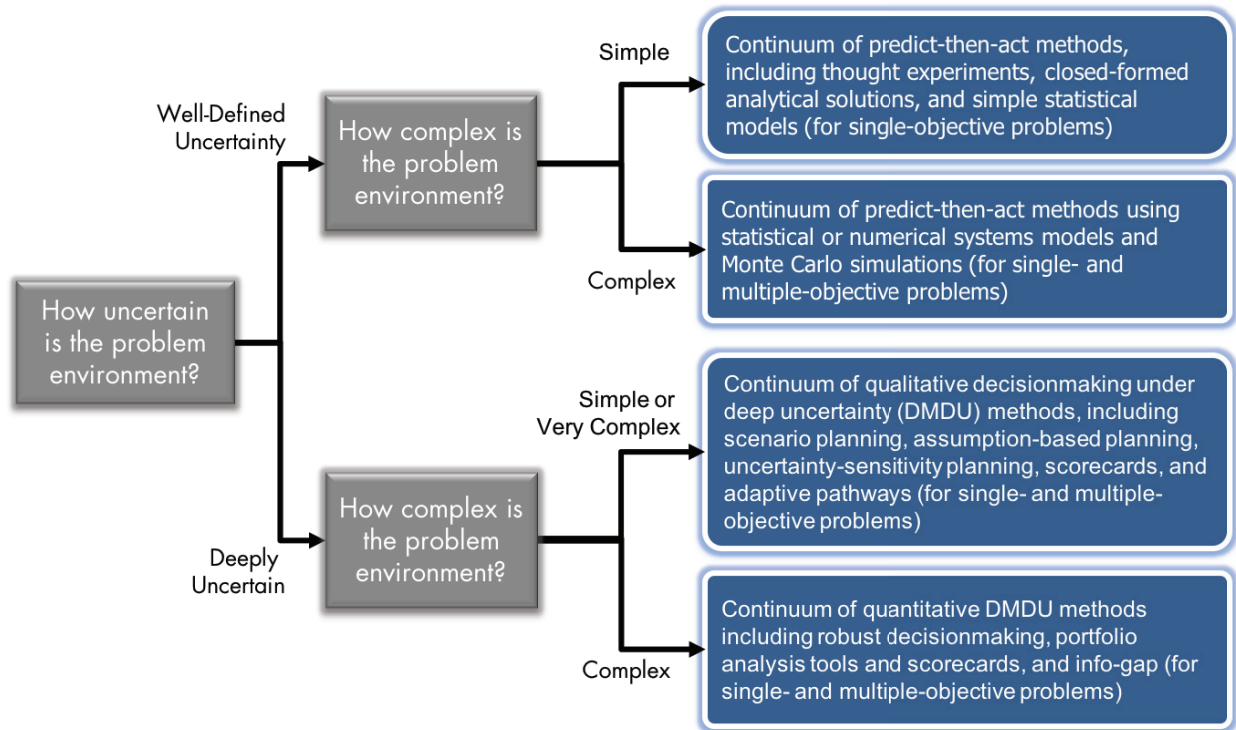 How uncertain
is the problem
environment?
Well-Defined
Uncertainty
How complex is
the problem
environment?
Simple
Continuum of predict-then-act methods,
including thought experiments, closed-formed
analytical solutions, and simple statistical
models (for single-objective problems)
Complex
Continuum of predict-then-act methods using
statistical or numerical systems models and
Monte Carlo simulations (for single- and
multiple-objective problems)
Deeply
Uncertain
How complex is
the problem
environment?
Simple or
Very Complex
Continuum of qualitative decisionmaking under
deep uncertainty (DMDU) methods, including
scenario planning, assumption-based planning,
uncertainty-sensitivity planning, scorecards, and
adaptive pathways (for single- and multiple-
objective problems)
Complex
Continuum of quantitative DMDU methods
including robust decisionmaking, portfolio
analysis tools and scorecards, and info-gap (for
single- and multiple-objective problems)